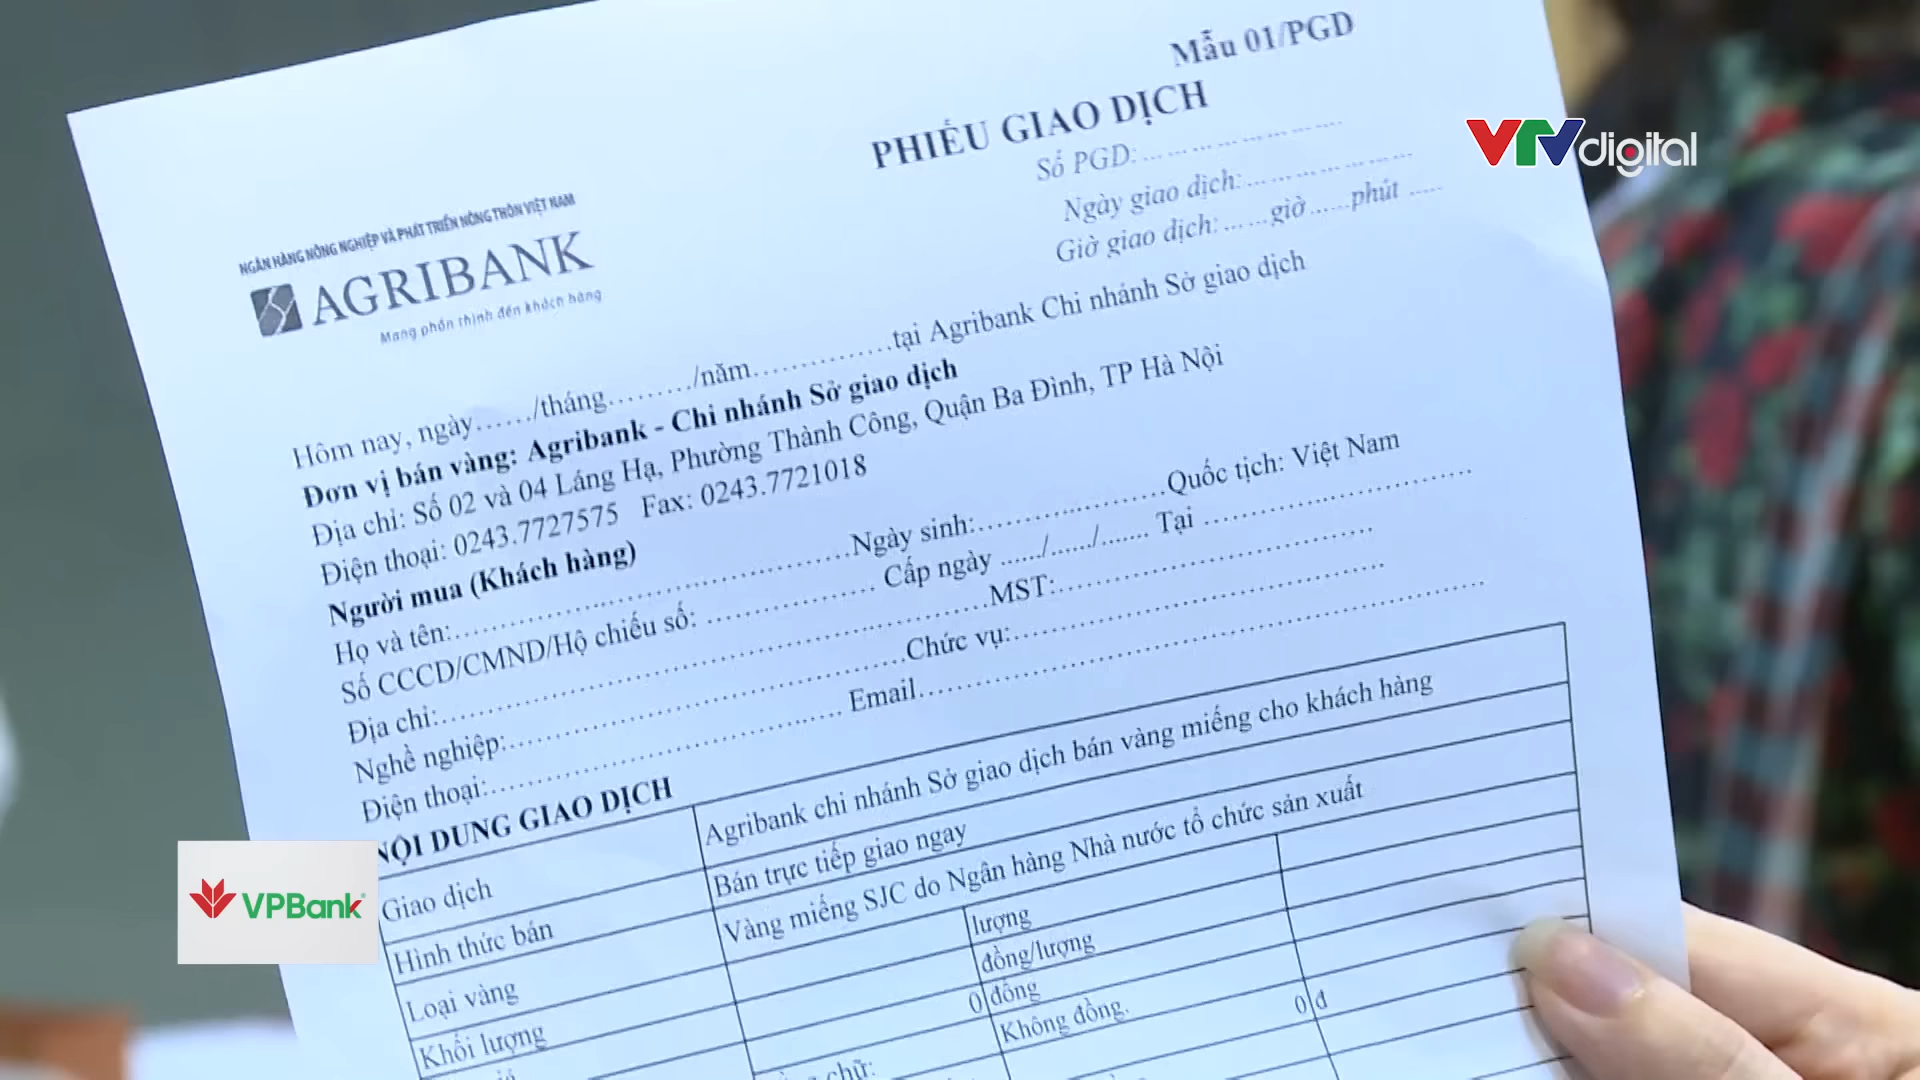 Mẫu 01/PGD
PHIẾU GIAO DỊCH
VTVdigital
Số PGD: ........................
Ngày giao dịch: ........................
Giờ giao dịch: ......giờ......phút .....
NGÂN HÀNG NÔNG NGHIỆP VÀ PHÁT TRIỂN NÔNG THÔN VIỆT NAM
AGRIBANK
Mang phồn thịnh đến khách hàng
Hôm nay, ngày....../tháng........./năm...............tại Agribank Chi nhánh Sở giao dịch
Đơn vị bán vàng: Agribank - Chi nhánh Sở giao dịch
Địa chỉ: Số 02 và 04 Láng Hạ, Phường Thành Công, Quận Ba Đình, TP Hà Nội
Điện thoại: 0243.7727575 Fax: 0243.7721018
Người mua (Khách hàng)
Họ và tên:........................Ngày sinh:........................Quốc tịch: Việt Nam
Số CCCD/CMND/Hộ chiếu số: ........................ Cấp ngày ....../....../....... Tại ........................
Địa chỉ:........................MST:........................
Nghề nghiệp:........................Chức vụ:........................
Điện thoại:........................ Email........................
NỘI DUNG GIAO DỊCH
Giao dịch Agribank chi nhánh Sở giao dịch bán vàng miếng cho khách hàng
Hình thức bán Bán trực tiếp giao ngay
Loại vàng Vàng miếng SJC do Ngân hàng Nhà nước tổ chức sản xuất
Khối lượng lượng
đồng/lượng
0 đồng
chữ: Không đồng.
0 đ
VPBank